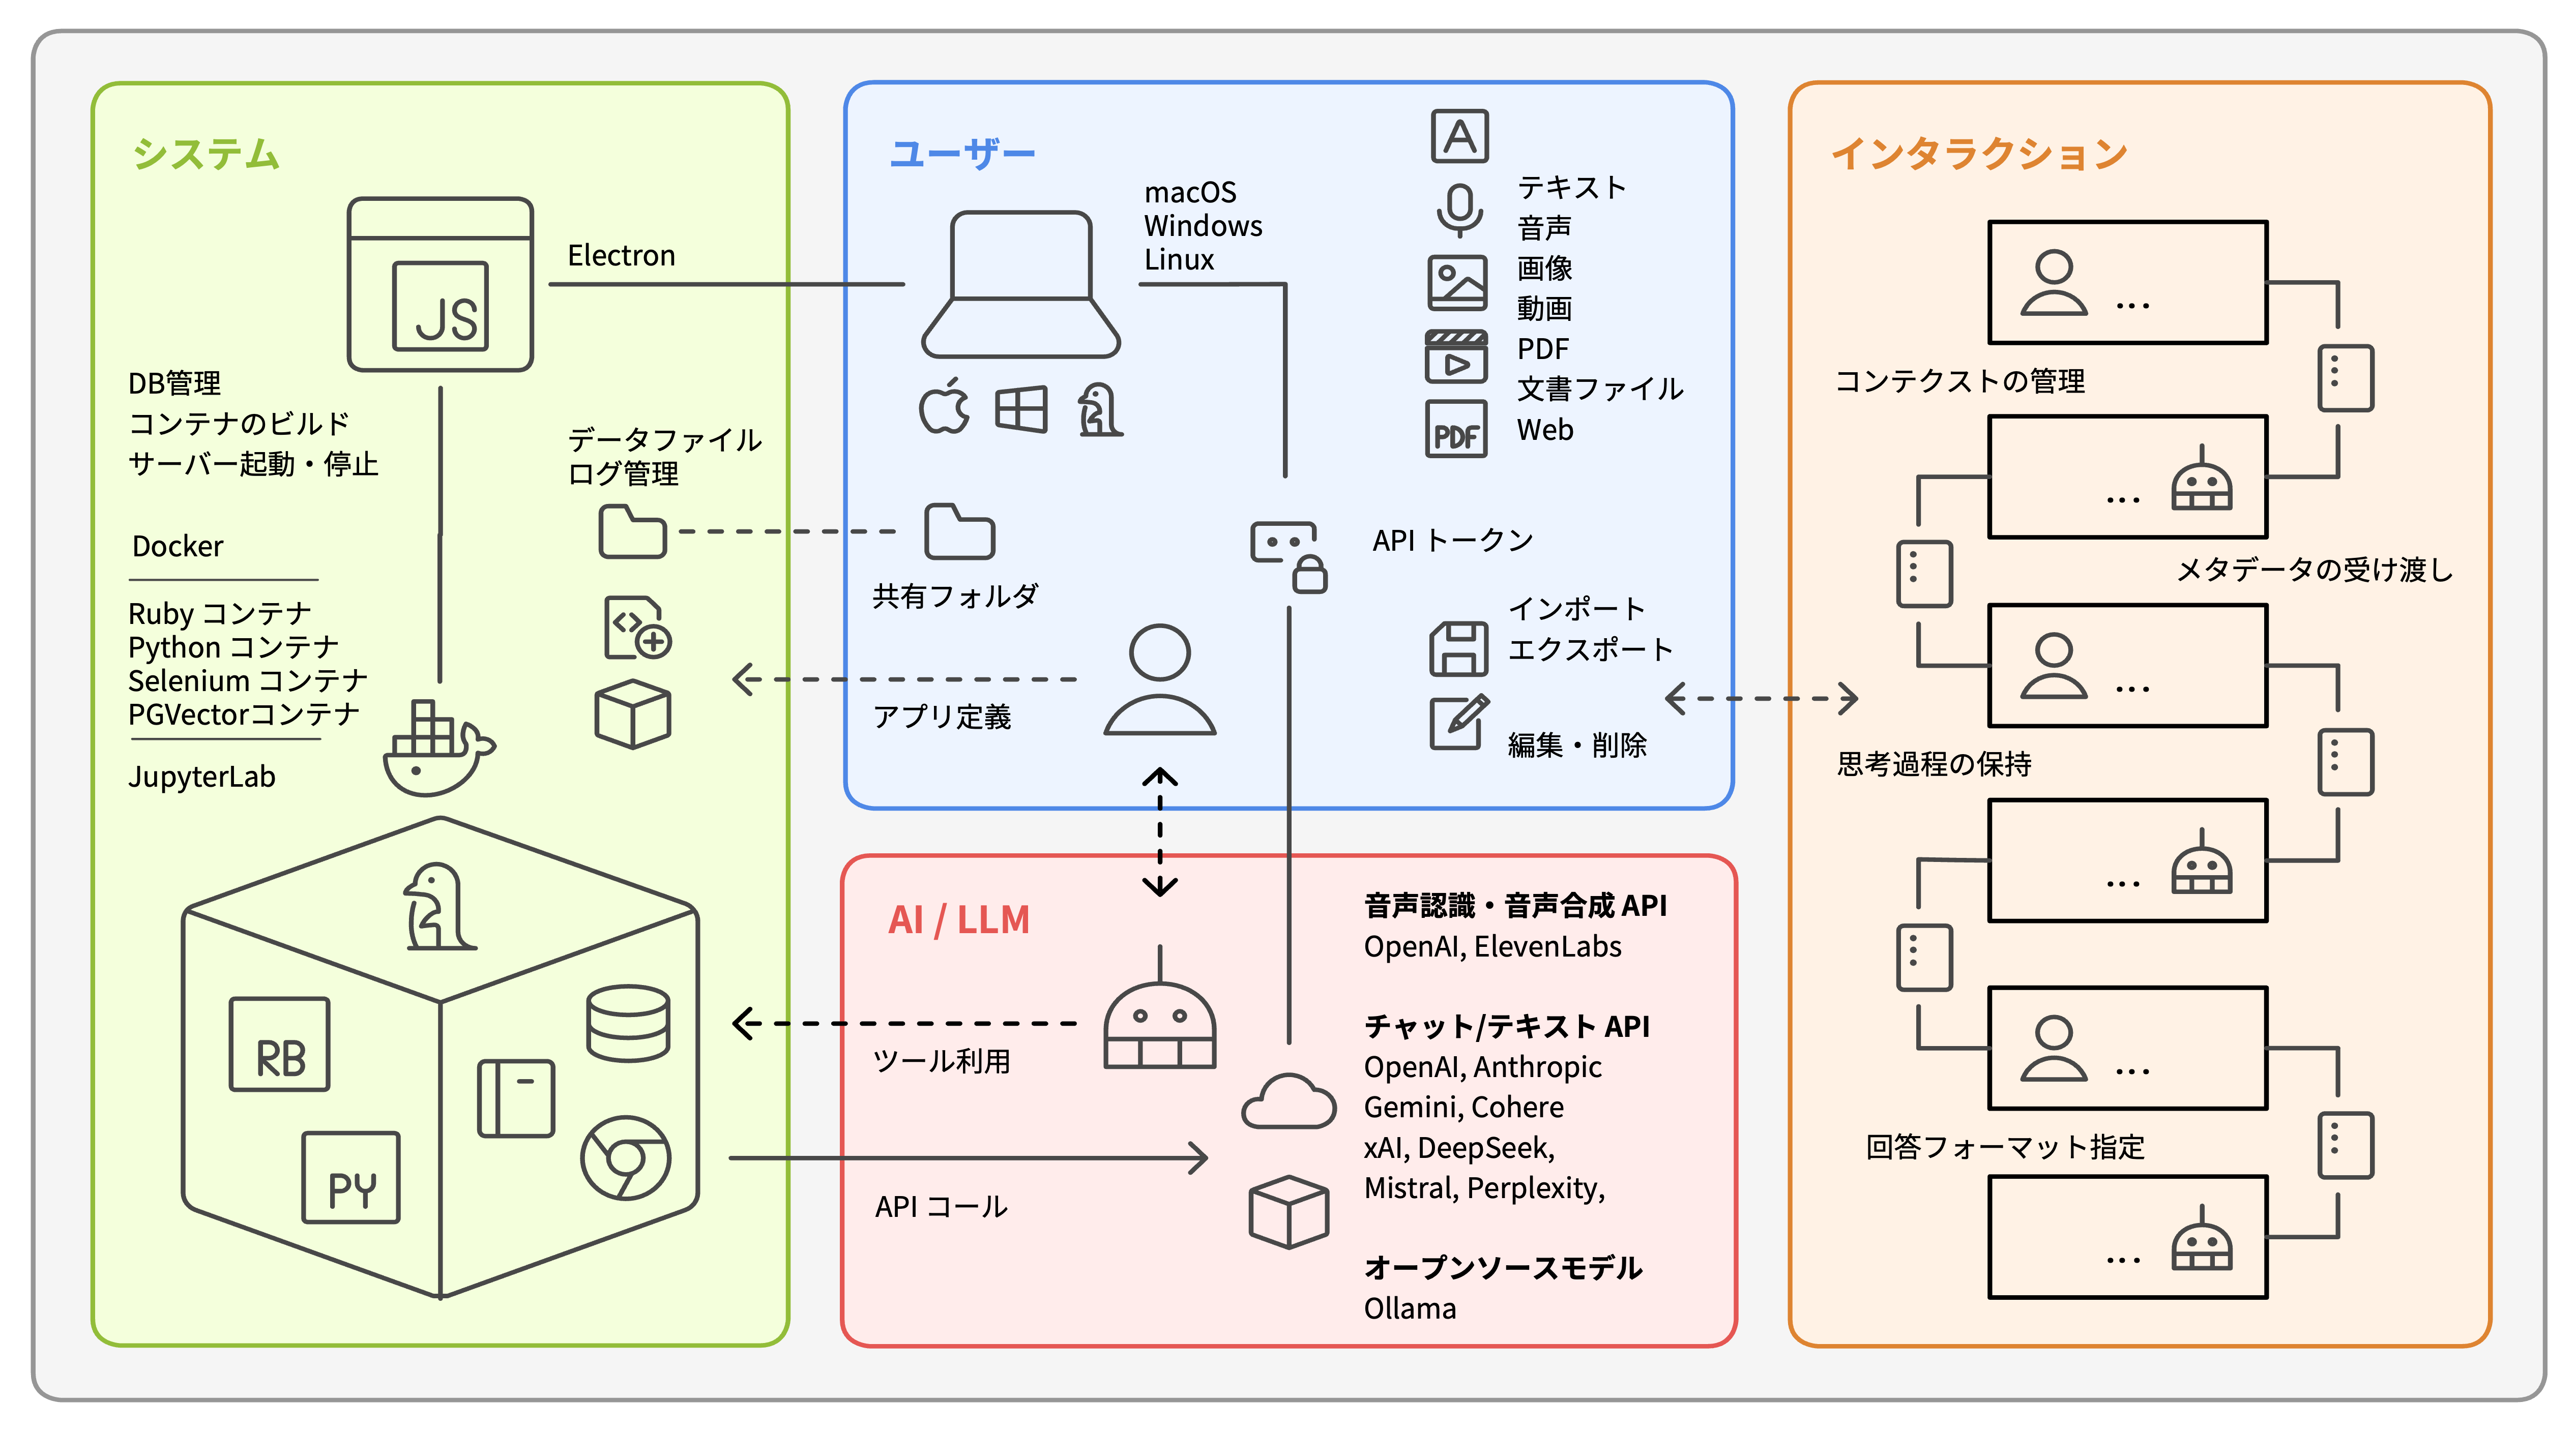 システム
JS
Electron
DB管理
コンテナのビルド
サーバー起動・停止
データファイル
ログ管理
Docker
Ruby コンテナ
Python コンテナ
Selenium コンテナ
PGVectorコンテナ
JupyterLab
RB
PY
ユーザー
macOS
Windows
Linux
A
テキスト
音声
画像
動画
PDF
文書ファイル
Web
PDF
共有フォルダ
API トークン
アプリ定義
インポート
エクスポート
編集・削除
AI / LLM
ツール利用
API コール
音声認識・音声合成 API
OpenAI, ElevenLabs
チャット/テキスト API
OpenAI, Anthropic
Gemini, Cohere
xAI, DeepSeek,
Mistral, Perplexity,
オープンソースモデル
Ollama
インタラクション
...
コンテクストの管理
...
メタデータの受け渡し
...
思考過程の保持
...
...
回答フォーマット指定
...